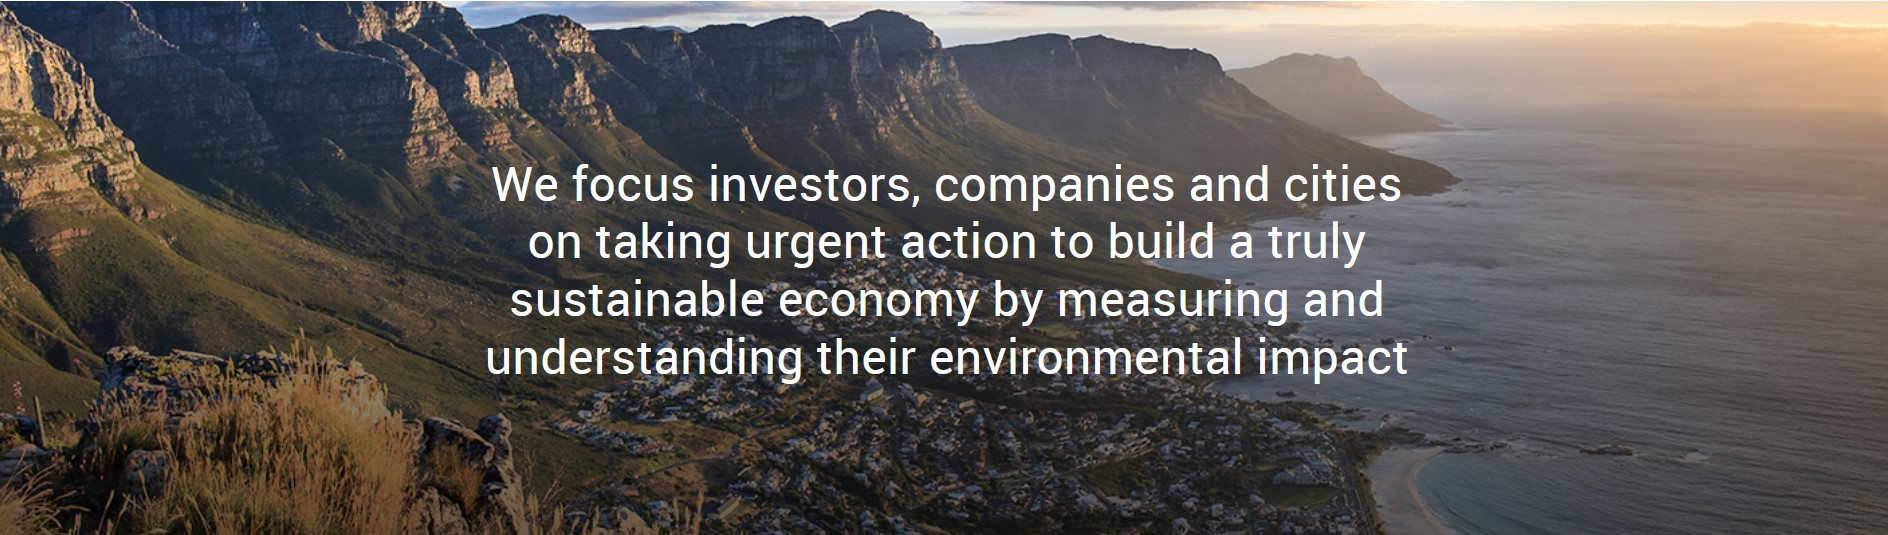 We focus investors, companies and cities
on taking urgent action to build a truly
sustainable economy by measuring and
understanding their environmental impact